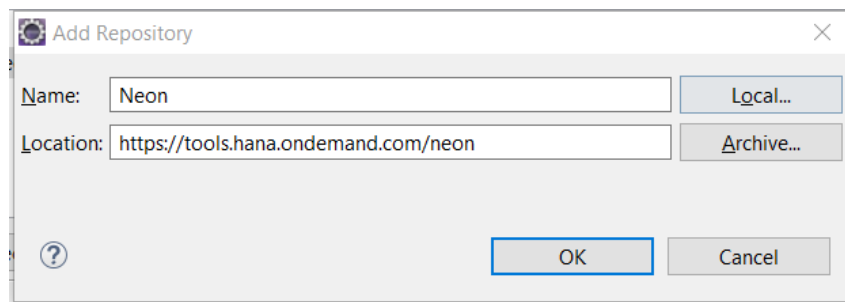 Add Repository
Name: Neon Local...
Location: https://tools.hana.ondemand.com/neon Archive...
? OK Cancel